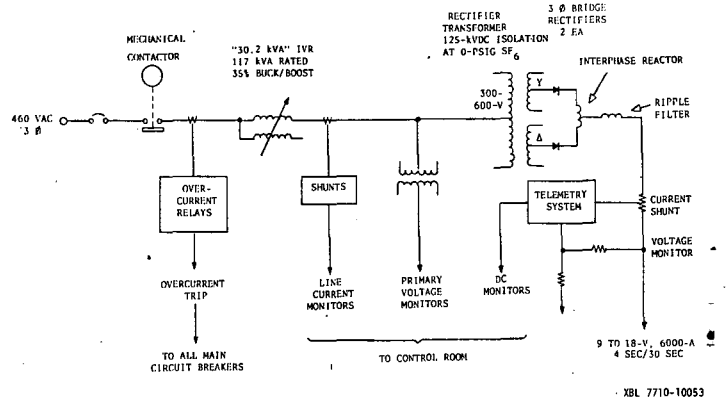 MECHANICAL
CONTACTOR
460 VAC
3 Ø
"30.2 kVA" IVR
117 kVA RATED
35% BUCK/BOOST
RECTIFIER
TRANSFORMER
125-kVDC ISOLATION
AT 0-PSIG SF6
3 Ø BRIDGE
RECTIFIERS
2 EA
INTERPHASE REACTOR
300-
600-V
Y
Δ
RIPPLE
FILTER
OVER-
CURRENT
RELAYS
SHUNTS
TELEMETRY
SYSTEM
CURRENT
SHUNT
VOLTAGE
MONITOR
OVERCURRENT
TRIP
LINE
CURRENT
MONITORS
PRIMARY
VOLTAGE
MONITORS
DC
MONITORS
TO ALL MAIN
CIRCUIT BREAKERS
TO CONTROL ROOM
9 TO 18-V, 6000-A
4 SEC/30 SEC
XBL 7710-10053